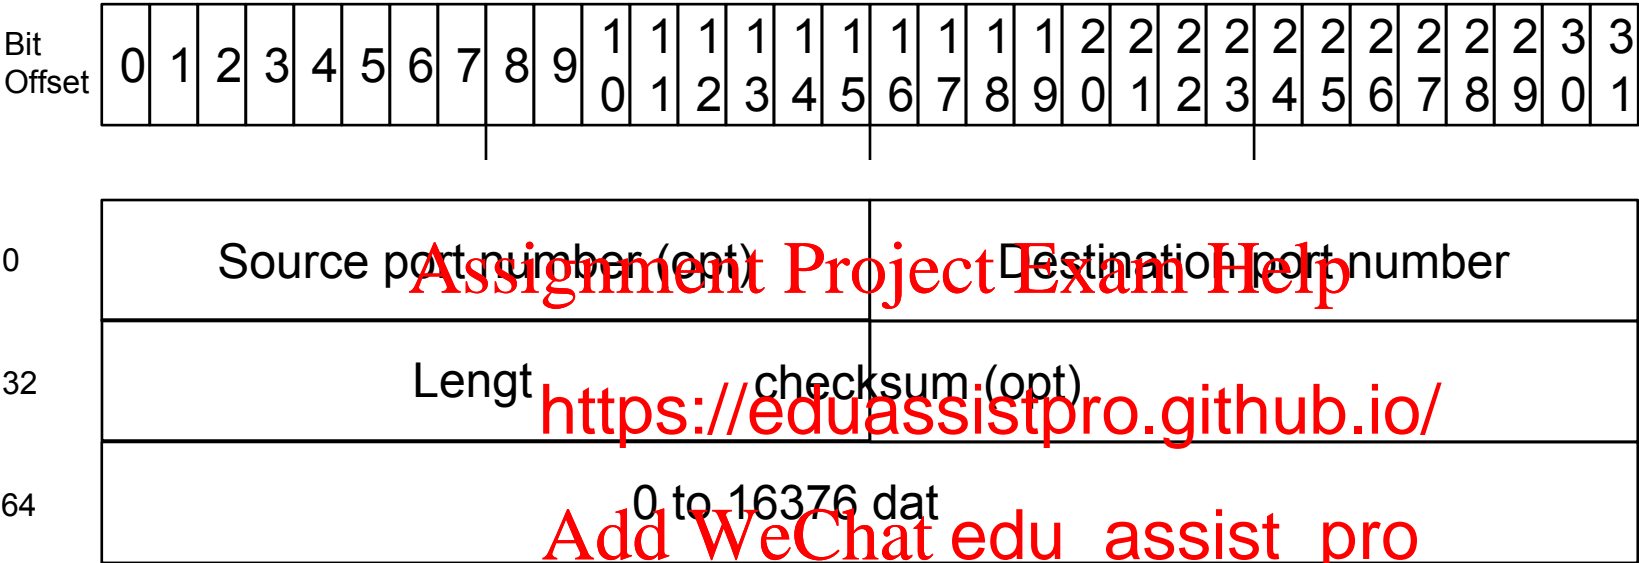 Bit
Offset
0 1 2 3 4 5 6 7 8 9 10 11 12 13 14 15 16 17 18 19 20 21 22 23 24 25 26 27 28 29 30 31
0 Source port number (opt) Destination port number
Assignment Project Exam Help
32 Lengt checksum (opt)
https://eduassistpro.github.io/
64 0 to 16376 dat
Add WeChat edu_assist_pro